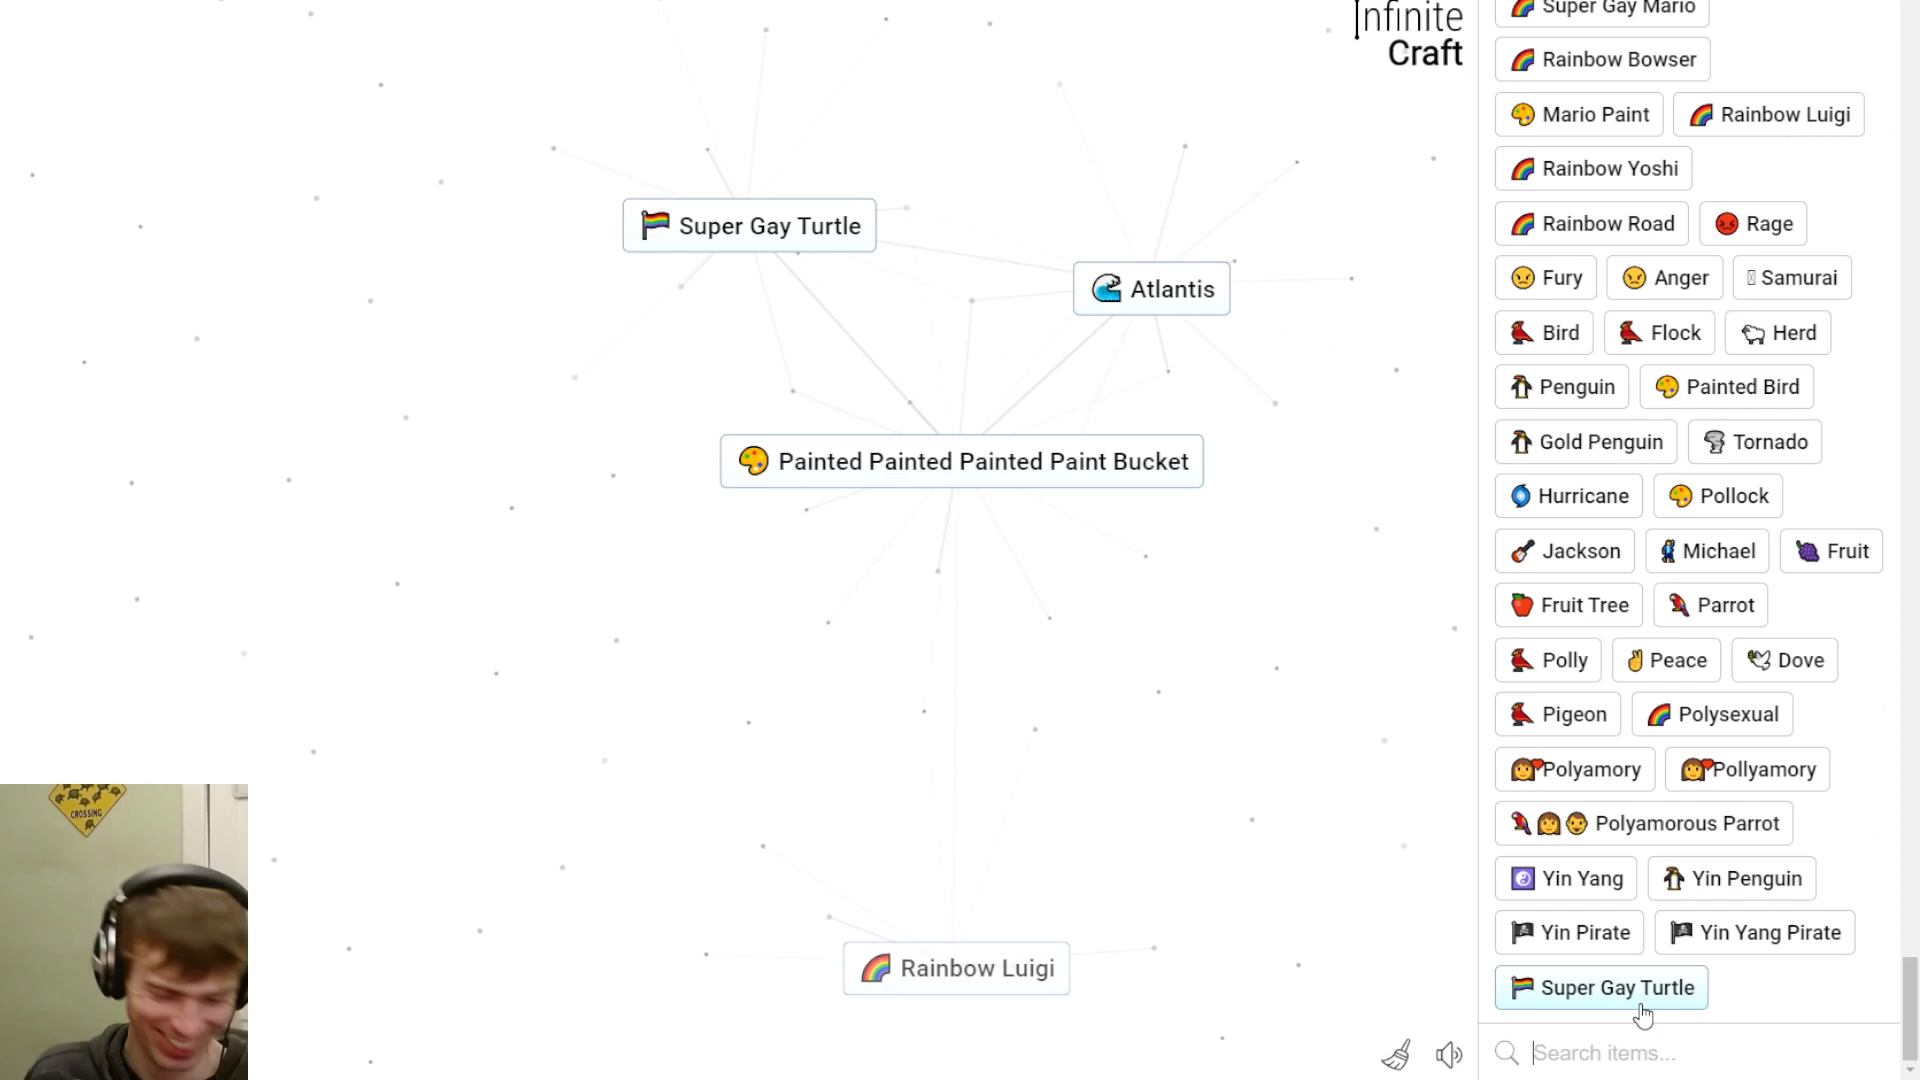 Infinite
Craft
Super Gay Turtle
Atlantis
Painted Painted Painted Paint Bucket
Rainbow Luigi
CROSSING
Super Gay Mario
Rainbow Bowser
Mario Paint Rainbow Luigi
Rainbow Yoshi
Rainbow Road Rage
Fury Anger Samurai
Bird Flock Herd
Penguin Painted Bird
Gold Penguin Tornado
Hurricane Pollock
Jackson Michael Fruit
Fruit Tree Parrot
Polly Peace Dove
Pigeon Polysexual
Polyamory Pollyamory
Polyamorous Parrot
Yin Yang Yin Penguin
Yin Pirate Yin Yang Pirate
Super Gay Turtle
Search items...